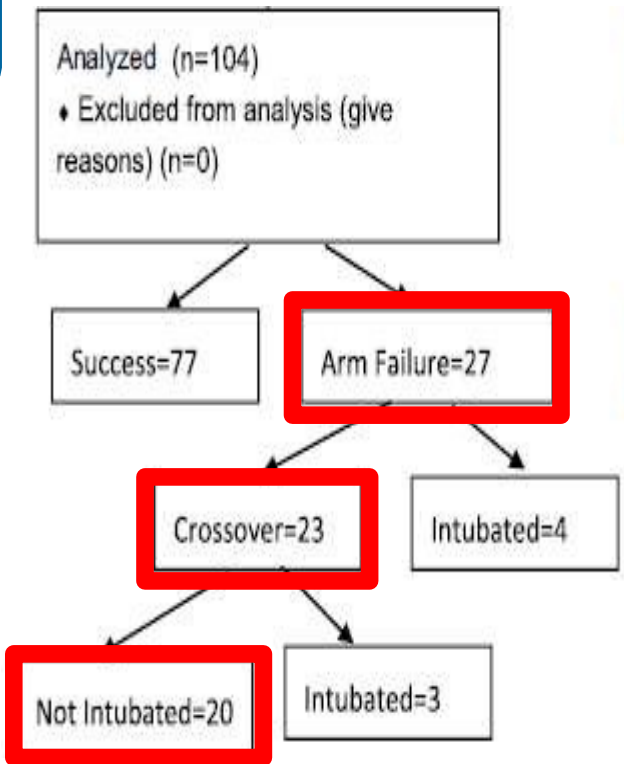 Analyzed (n=104)
♦ Excluded from analysis (give
reasons) (n=0)
Success=77
Arm Failure=27
Crossover=23
Intubated=4
Not Intubated=20
Intubated=3